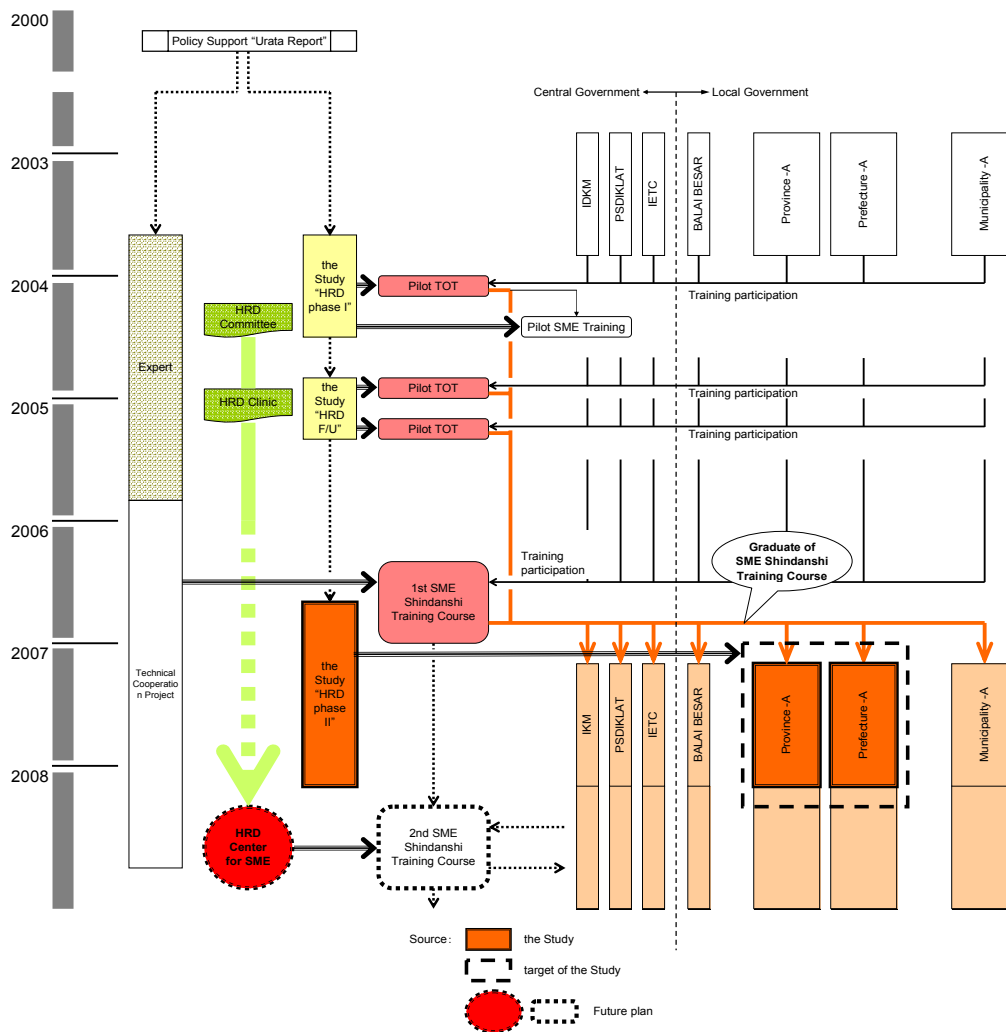 2000
Policy Support "Urata Report"
Central Government
Local Government
2003
IDKM
PSDIKLAT
IETC
BALAI BESAR
Province -A
Prefecture -A
Municipality -A
2004
the
Study
"HRD
phase I"
Pilot TOT
Training participation
HRD
Committee
Pilot SME Training
Expert
2005
HRD Clinic
the
Study
"HRD
F/U"
Pilot TOT
Training participation
Pilot TOT
Training participation
2006
Training
participation
Graduate of
SME Shindanshi
Training Course
1st SME
Shindanshi
Training Course
2007
Technical
Cooperatio
n Project
the
Study
"HRD
phase
II"
IKM
PSDIKLAT
IETC
BALAI BESAR
Province -A
Prefecture -A
Municipality -A
2008
HRD
Center
for SME
2nd SME
Shindanshi
Training Course
Source :
the Study
target of the Study
Future plan